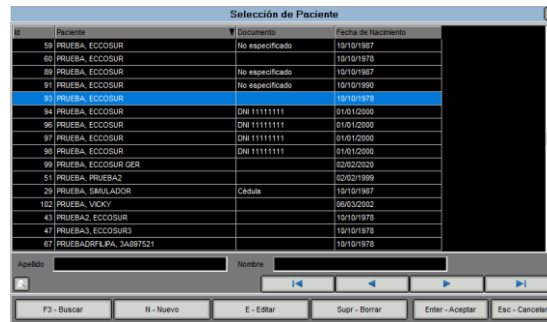 Selección de Paciente
Id Paciente Documento Fecha de Nacimiento
59 PRUEBA, ECCOSUR No especificado 10/10/1987
60 PRUEBA, ECCOSUR 10/10/1978
89 PRUEBA, ECCOSUR No especificado 10/10/1987
91 PRUEBA, ECCOSUR No especificado 10/10/1990
93 PRUEBA, ECCOSUR 10/10/1978
94 PRUEBA, ECCOSUR DNI 11111111 01/01/2000
96 PRUEBA, ECCOSUR DNI 11111111 01/01/2000
97 PRUEBA, ECCOSUR DNI 11111111 01/01/2000
98 PRUEBA, ECCOSUR DNI 11111111 01/01/2000
99 PRUEBA, ECCOSUR GER 02/02/2020
51 PRUEBA, PRUEBA2 02/02/1999
29 PRUEBA, SIMULADOR Cédula 10/10/1987
102 PRUEBA, VICKY 06/03/2002
43 PRUEBA2, ECCOSUR 10/10/1978
47 PRUEBA3, ECCOSUR3 10/10/1978
67 PRUEBADRFILIPA, 3A897521 10/10/1978
Apellido Nombre
F3 - Buscar N - Nuevo E - Editar Supr - Borrar Enter - Aceptar Esc - Cancelar